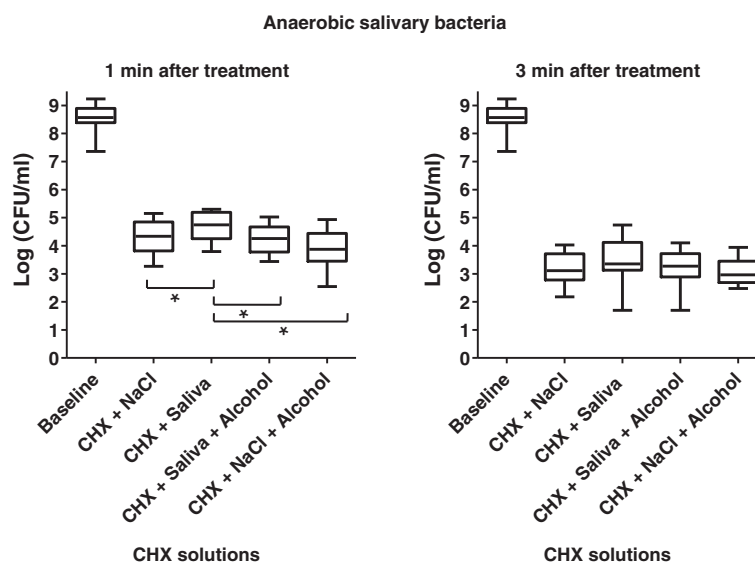 Anaerobic salivary bacteria
1 min after treatment
Log (CFU/ml)
9
8
7
6
5
4
3
2
1
0
*
*
*
Baseline
CHX + NaCl
CHX + Saliva
CHX + Saliva + Alcohol
CHX + NaCl + Alcohol
CHX solutions
3 min after treatment
Log (CFU/ml)
9
8
7
6
5
4
3
2
1
0
Baseline
CHX + NaCl
CHX + Saliva
CHX + Saliva + Alcohol
CHX + NaCl + Alcohol
CHX solutions